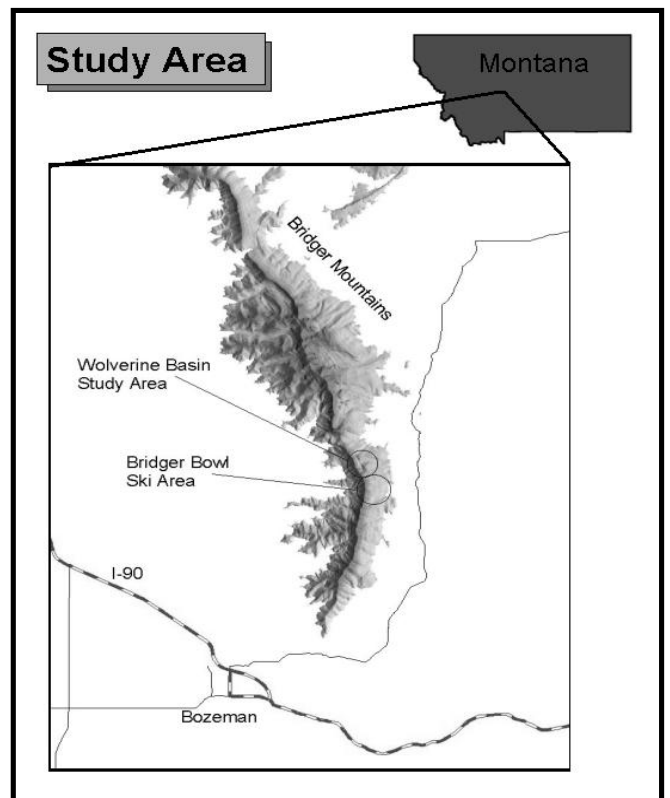 Study Area
Montana
Bridger Mountains
Wolverine Basin
Study Area
Bridger Bowl
Ski Area
I-90
Bozeman